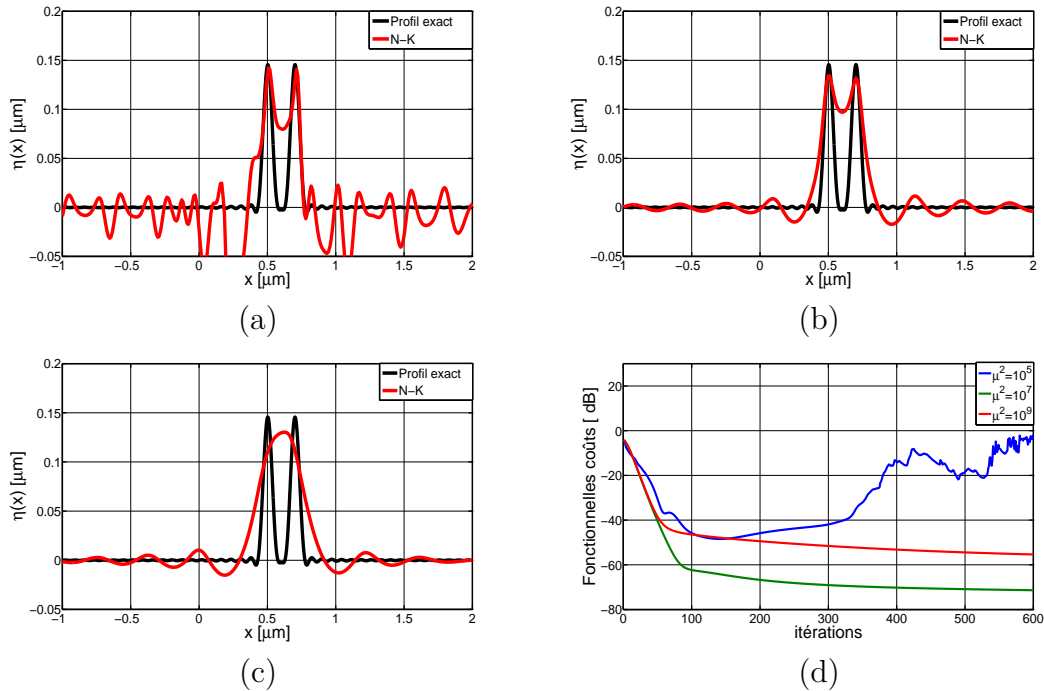 0.2
0.15
0.1
0.05
0
−0.05
−1
−0.5
0
0.5
1
1.5
2
η(x) [μm]
x [μm]
Profil exact
N−K
(a)
0.2
0.15
0.1
0.05
0
−0.05
−1
−0.5
0
0.5
1
1.5
2
η(x) [μm]
x [μm]
Profil exact
N−K
(b)
0.2
0.15
0.1
0.05
0
−0.05
−1
−0.5
0
0.5
1
1.5
2
η(x) [μm]
x [μm]
Profil exact
N−K
(c)
20
0
−20
−40
−60
−80
0
100
200
300
400
500
600
Fonctionnelles coûts [ dB]
itérations
μ²=10⁵
μ²=10⁷
μ²=10⁹
(d)